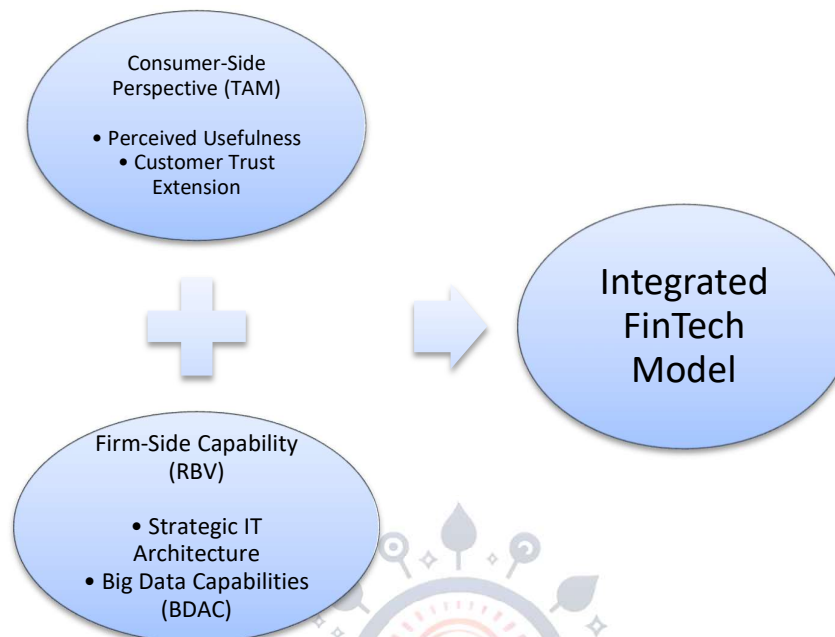 Consumer-Side
Perspective (TAM)
• Perceived Usefulness
• Customer Trust
Extension
Integrated
FinTech
Model
Firm-Side Capability
(RBV)
• Strategic IT
Architecture
• Big Data Capabilities
(BDAC)